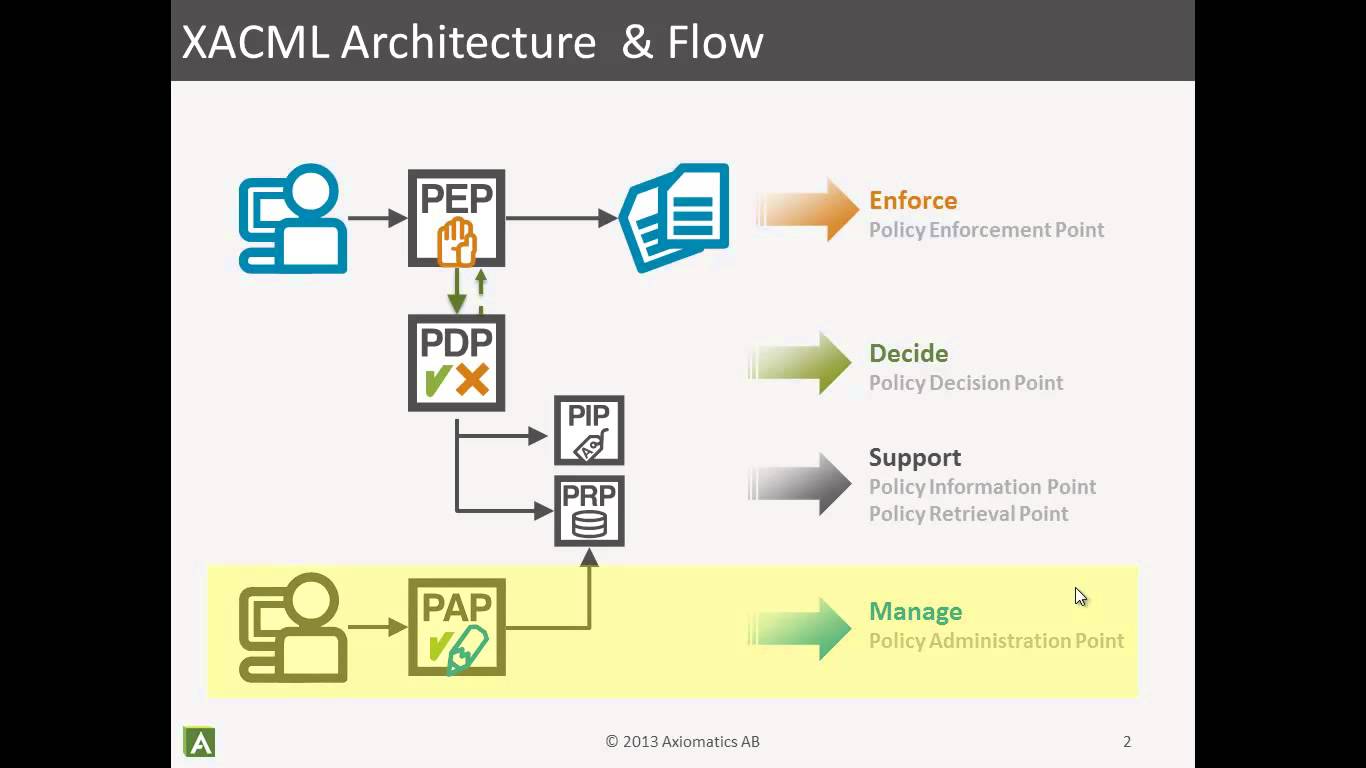 XACML Architecture & Flow
PEP
Enforce
Policy Enforcement Point
PDP
Decide
Policy Decision Point
PIP
A
PRP
Support
Policy Information Point
Policy Retrieval Point
PAP
Manage
Policy Administration Point
A
© 2013 Axiomatics AB
2